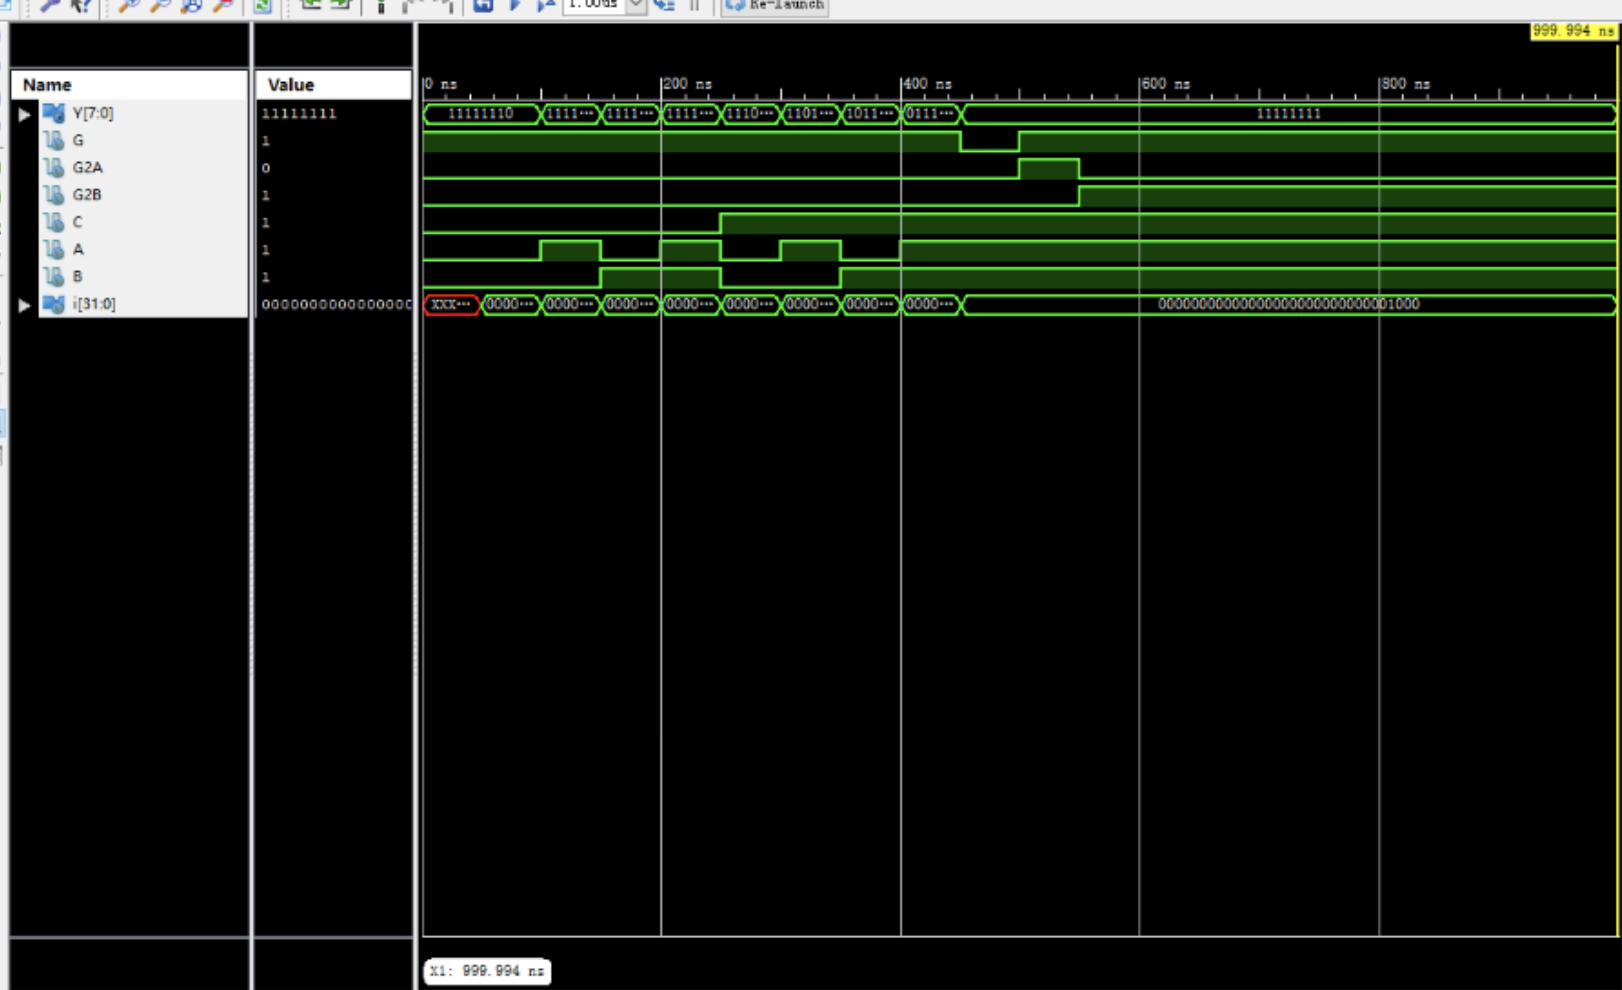 1.00us Re-launch
999.994 ns
Name Value
0 ns 200 ns 400 ns 600 ns 800 ns
Y[7:0] 11111111 11111110 1111··· 1111··· 1111··· 1110··· 1101··· 1011··· 0111··· 11111111
G 1
G2A 0
G2B 1
C 1
A 1
B 1
i[31:0] 0000000000000000 XXX··· 0000··· 0000··· 0000··· 0000··· 0000··· 0000··· 0000··· 0000··· 00000000000000000000000000001000
X1: 999.994 ns